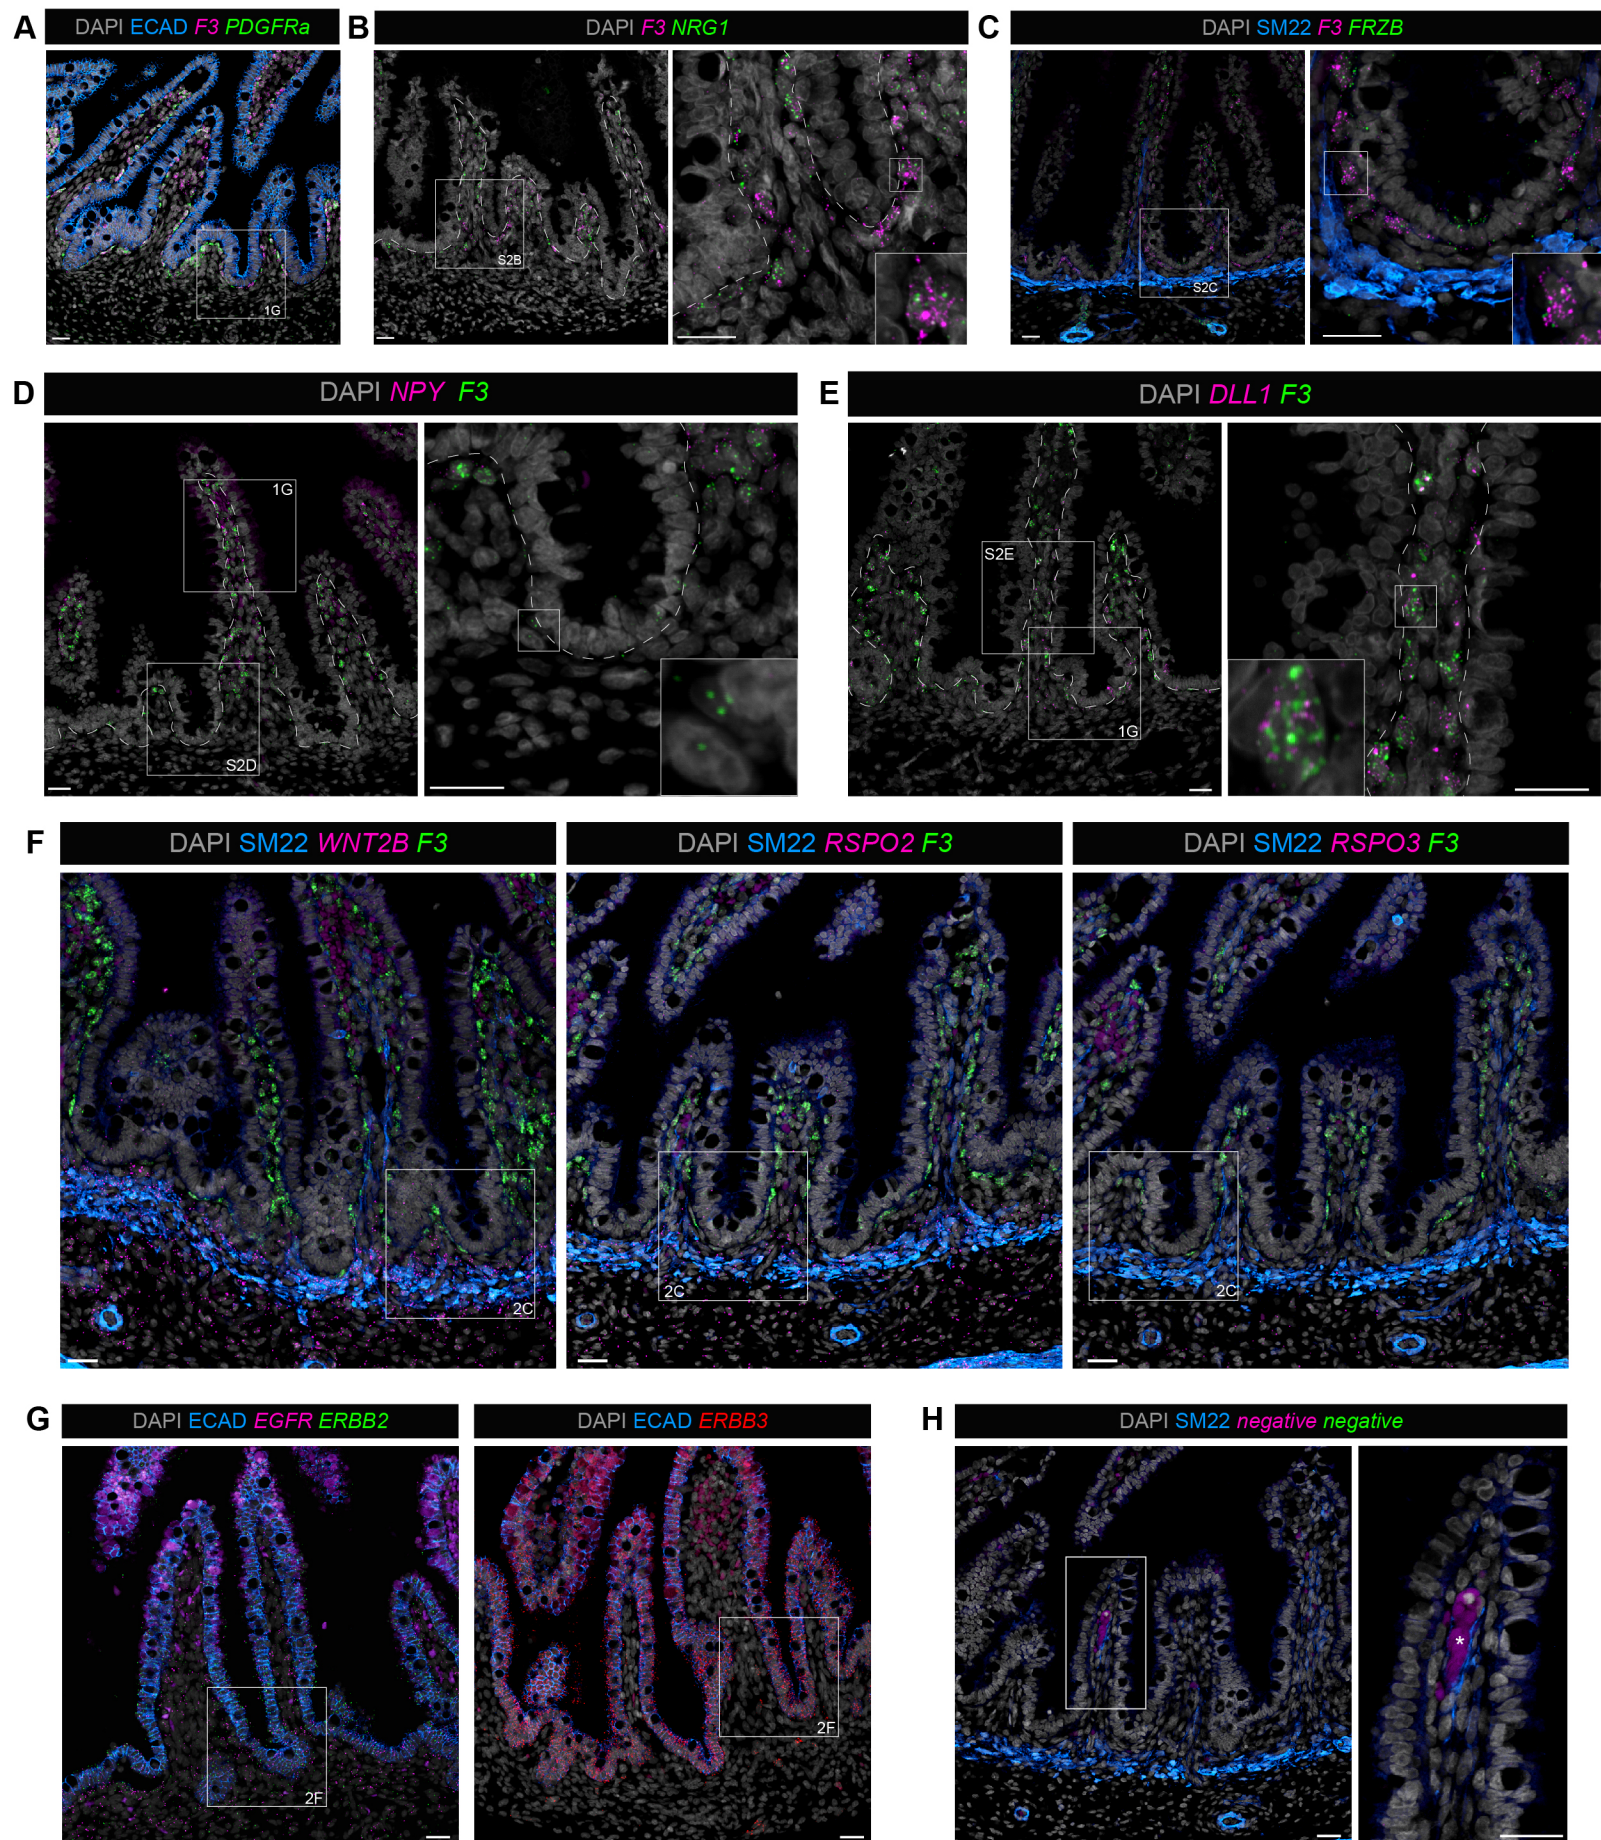 A
DAPI ECAD F3 PDGFRa
1G
B
DAPI F3 NRG1
S2B
C
DAPI SM22 F3 FRZB
S2C
D
DAPI NPY F3
1G
S2D
E
DAPI DLL1 F3
S2E
1G
F
DAPI SM22 WNT2B F3
2C
DAPI SM22 RSPO2 F3
2C
DAPI SM22 RSPO3 F3
2C
G
DAPI ECAD EGFR ERBB2
2F
DAPI ECAD ERBB3
2F
H
DAPI SM22 negative negative
*